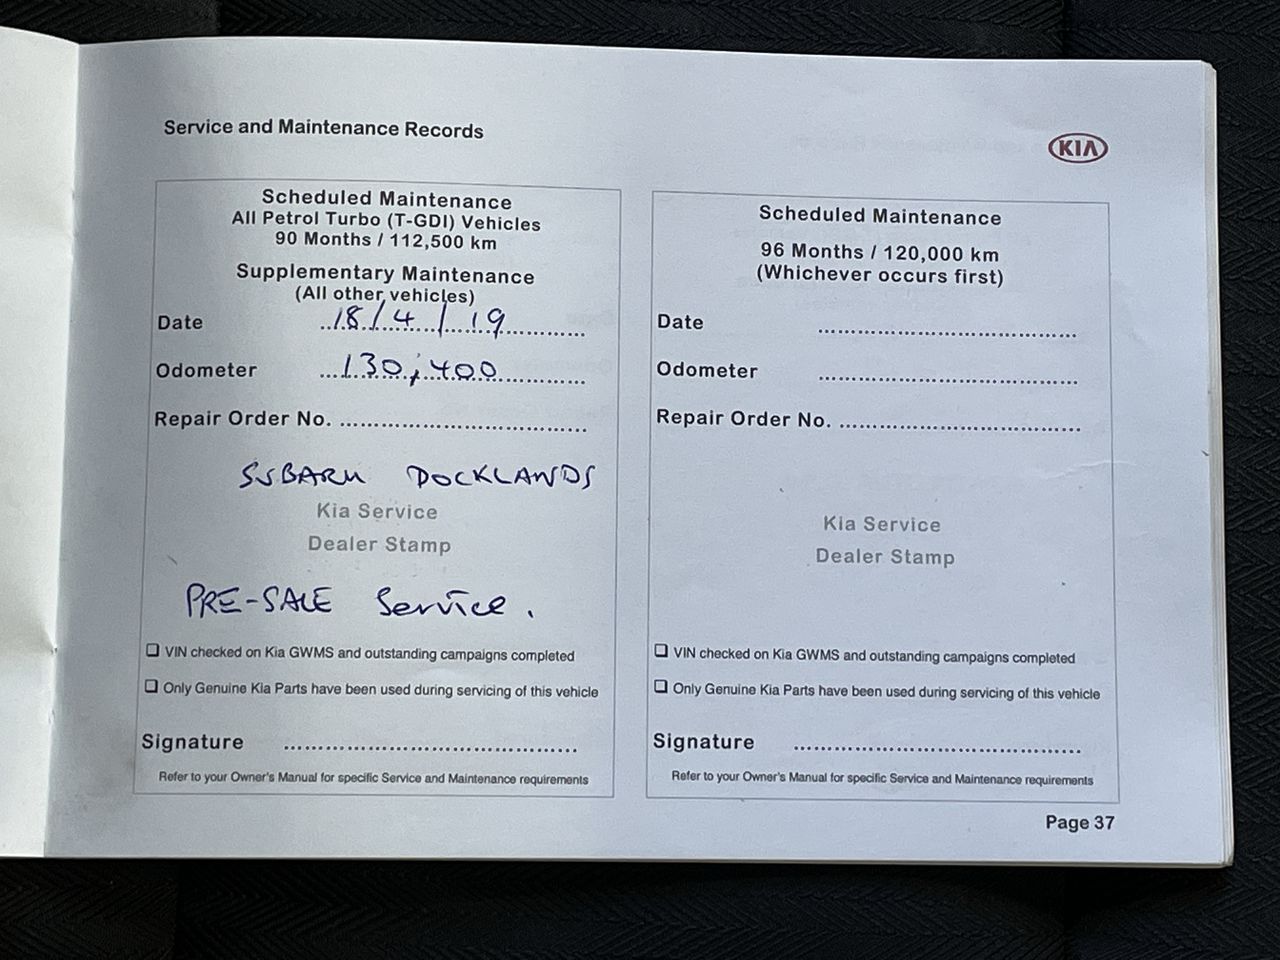 Service and Maintenance Records
KIA
Scheduled Maintenance
All Petrol Turbo (T-GDI) Vehicles
90 Months / 112,500 km
Supplementary Maintenance
(All other vehicles)
Date 18/4/19
Odometer 130,400
Repair Order No.
SUBARU DOCKLANDS
Kia Service
Dealer Stamp
PRE-SALE Service.
❏ VIN checked on Kia GWMS and outstanding campaigns completed
❏ Only Genuine Kia Parts have been used during servicing of this vehicle
Signature
Refer to your Owner's Manual for specific Service and Maintenance requirements
Scheduled Maintenance
96 Months / 120,000 km
(Whichever occurs first)
Date
Odometer
Repair Order No.
Kia Service
Dealer Stamp
❏ VIN checked on Kia GWMS and outstanding campaigns completed
❏ Only Genuine Kia Parts have been used during servicing of this vehicle
Signature
Refer to your Owner's Manual for specific Service and Maintenance requirements
Page 37